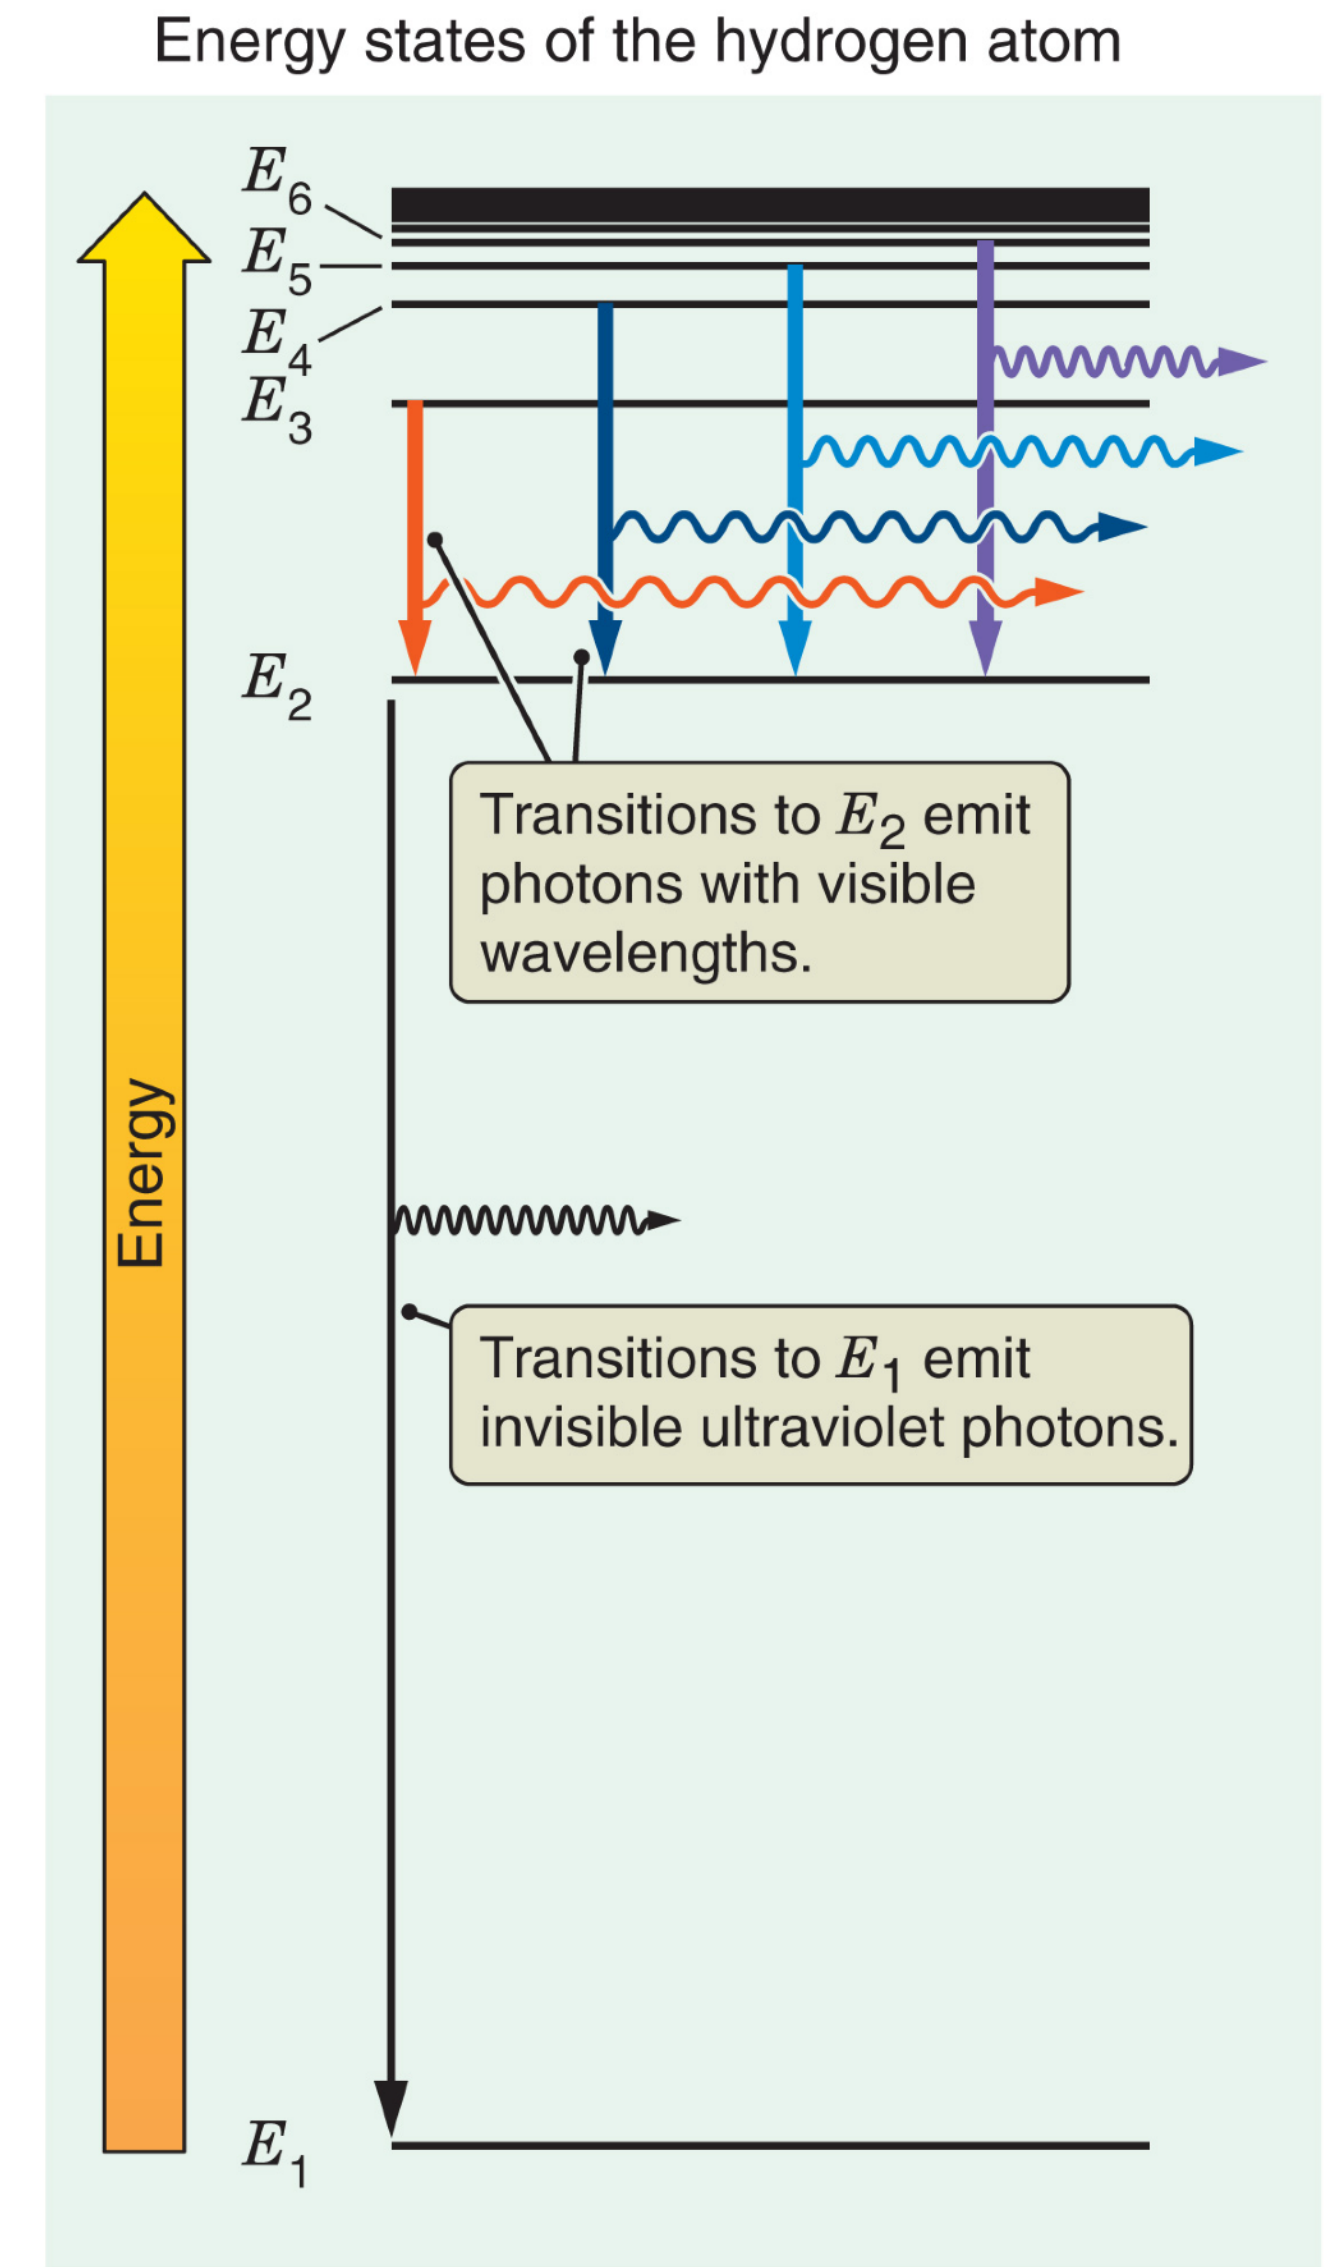 Energy states of the hydrogen atom
E6
E5
E4
E3
E2
Transitions to E2 emit
photons with visible
wavelengths.
Energy
Transitions to E1 emit
invisible ultraviolet photons.
E1